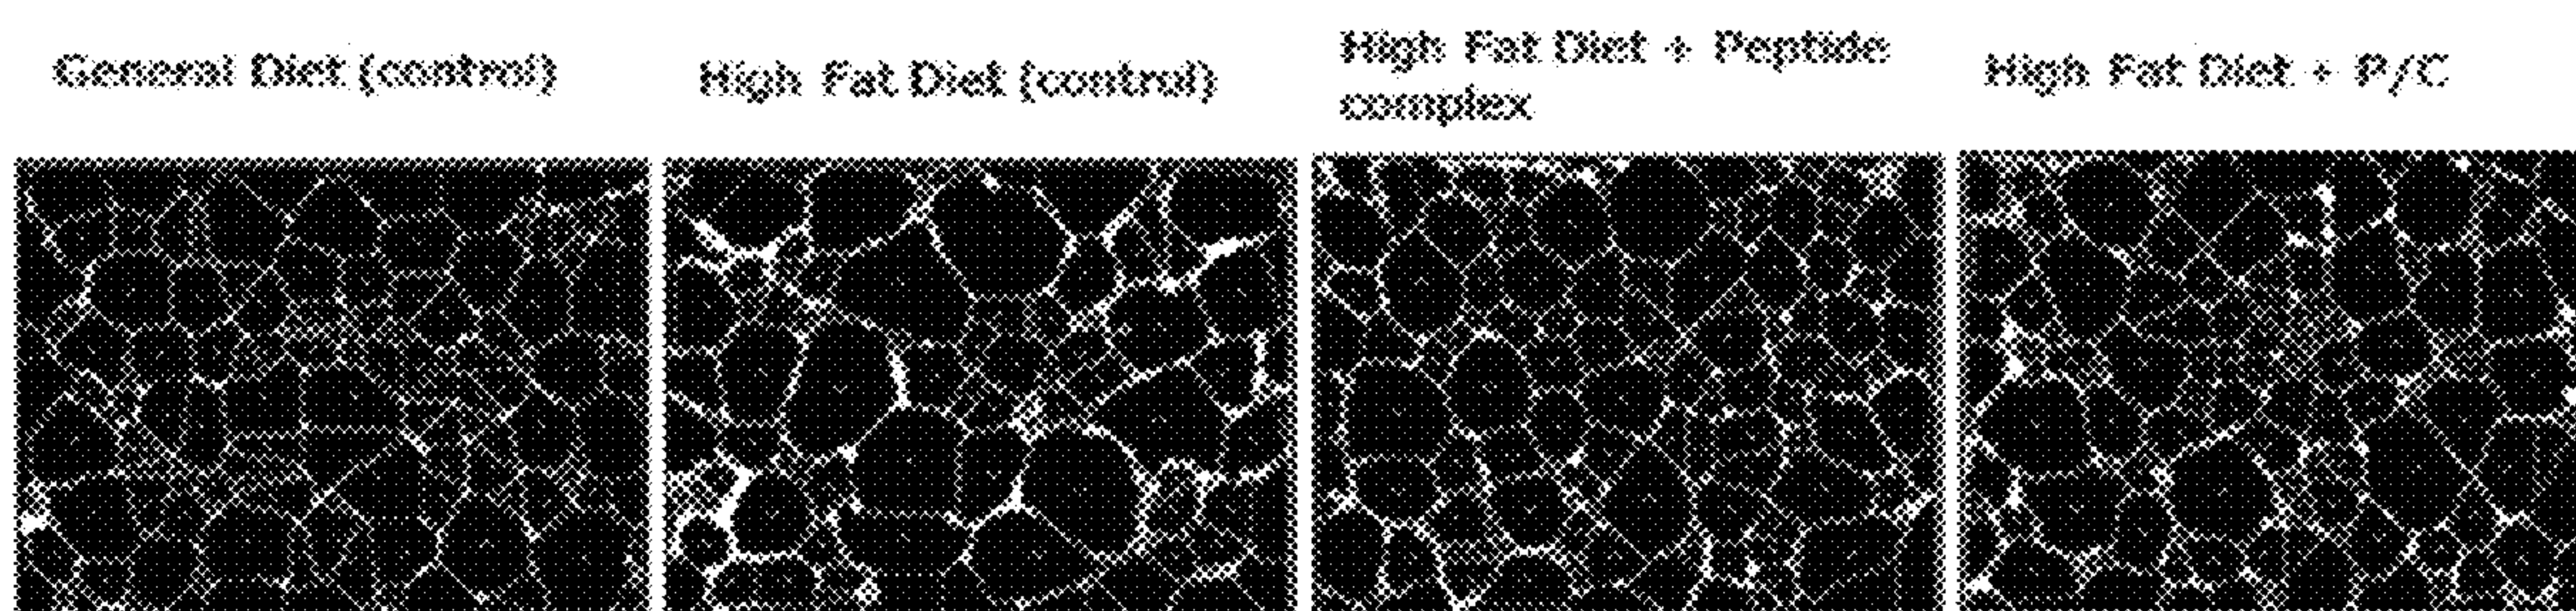 General Diet (control)
High Fat Diet (control)
High Fat Diet + Peptide
complex
High Fat Diet + P/C